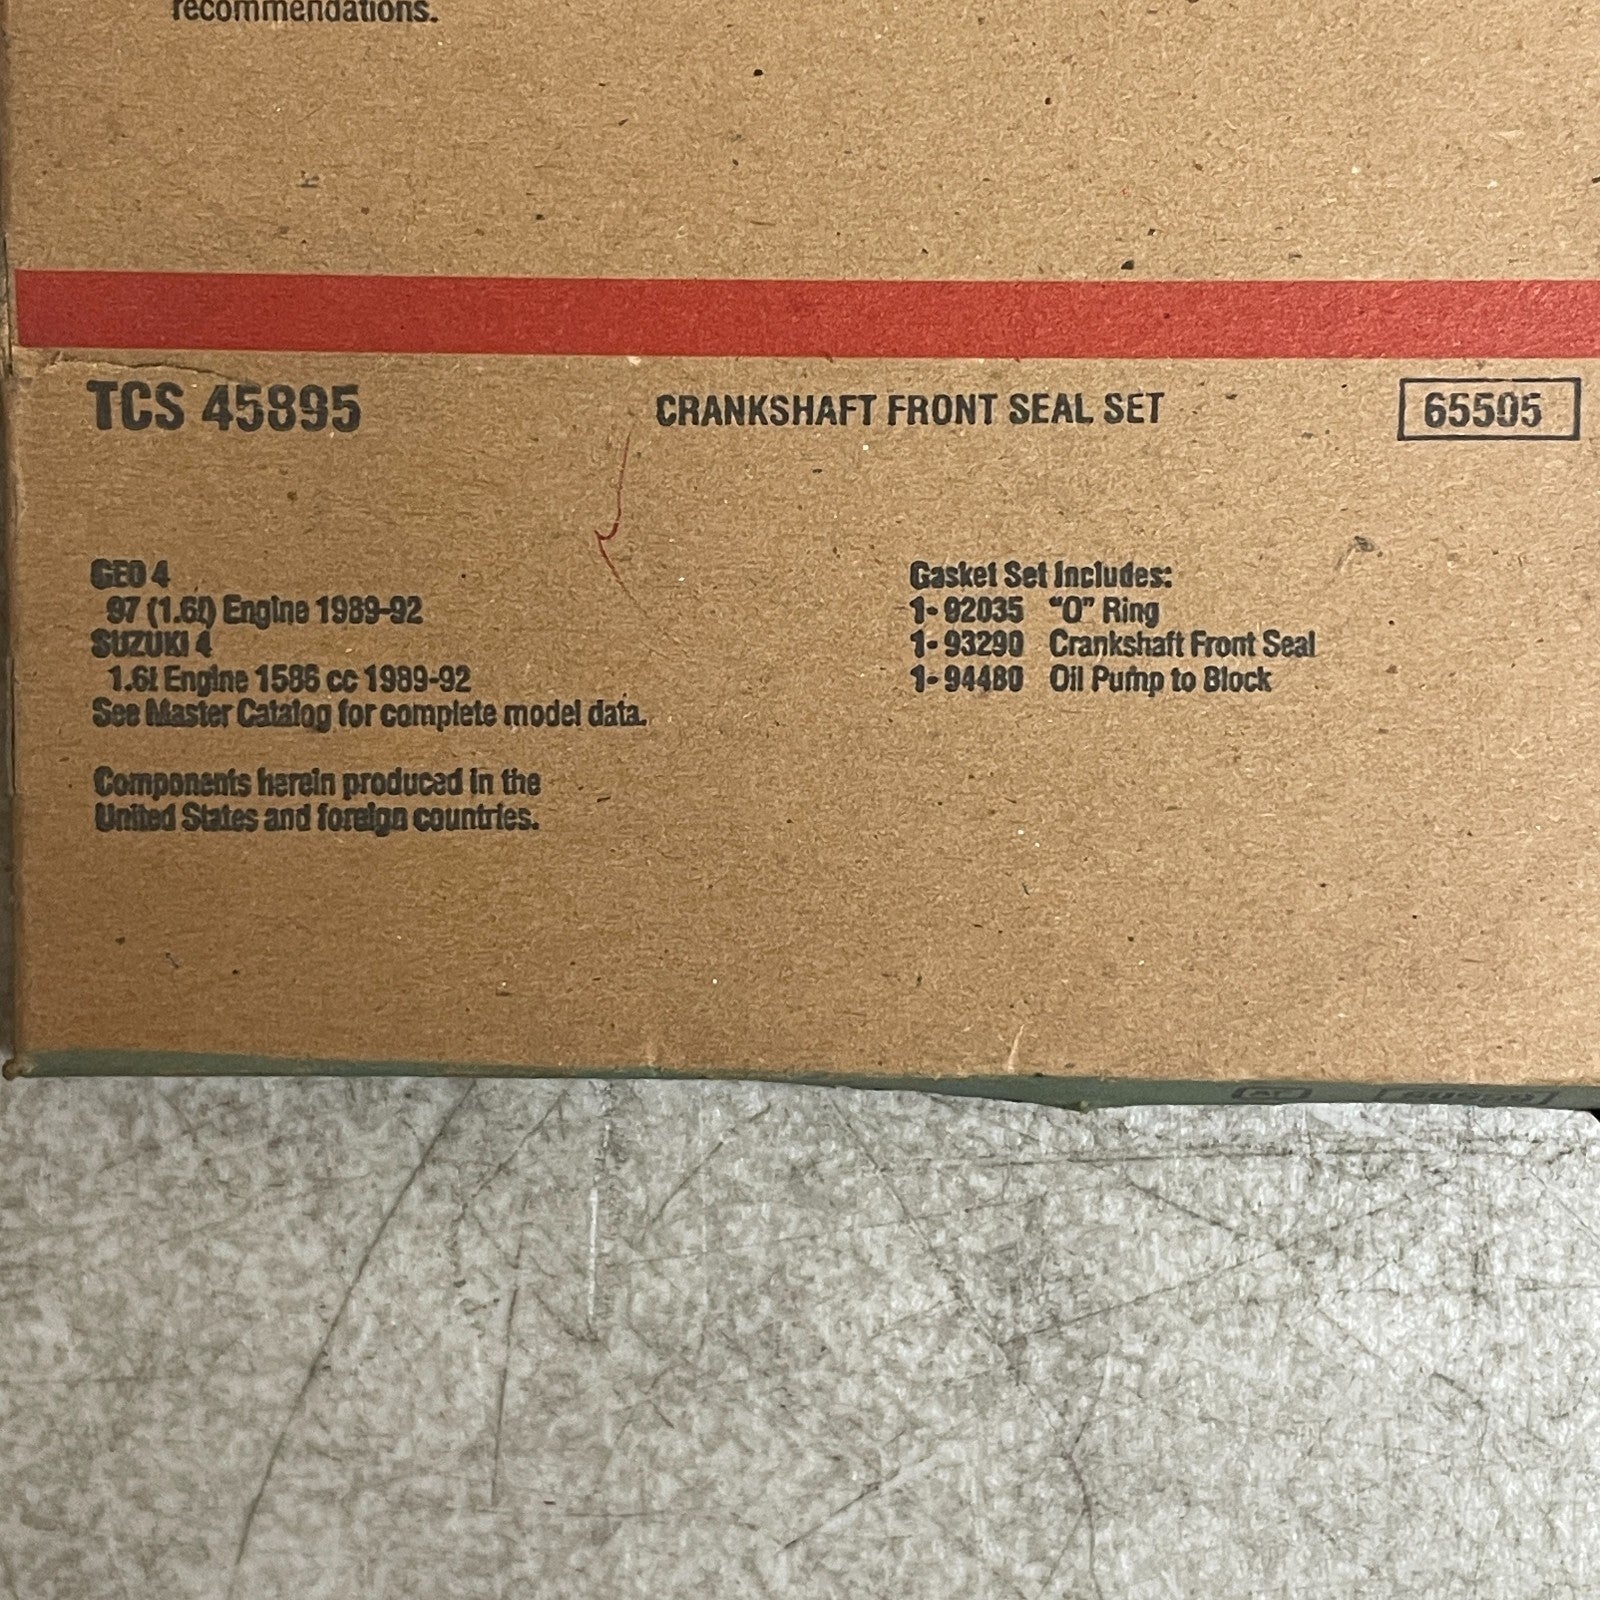 recommendations.
TCS 45895 CRANKSHAFT FRONT SEAL SET 65505
GEO 4
97 (1.6l) Engine 1989-92
SUZUKI 4
1.6l Engine 1586 cc 1989-92
See Master Catalog for complete model data.
Components herein produced in the
United States and foreign countries.
Gasket Set Includes:
1- 92035 "O" Ring
1- 93290 Crankshaft Front Seal
1- 94480 Oil Pump to Block